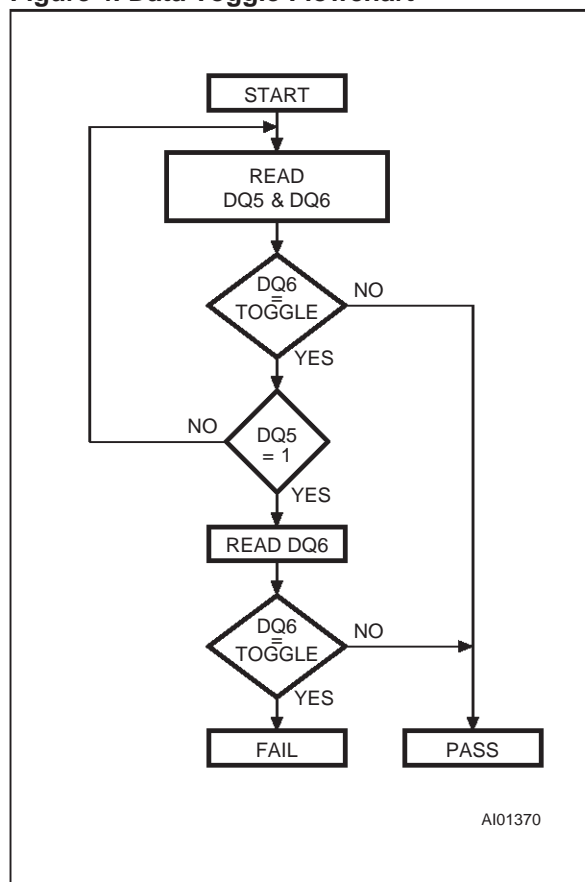 Figure Data Toggle Flowchart
START
READ
DQ5 & DQ6
DQ6
=
TOGGLE
NO
YES
NO
DQ5
= 1
YES
READ DQ6
DQ6
=
TOGGLE
NO
YES
FAIL
PASS
AI01370